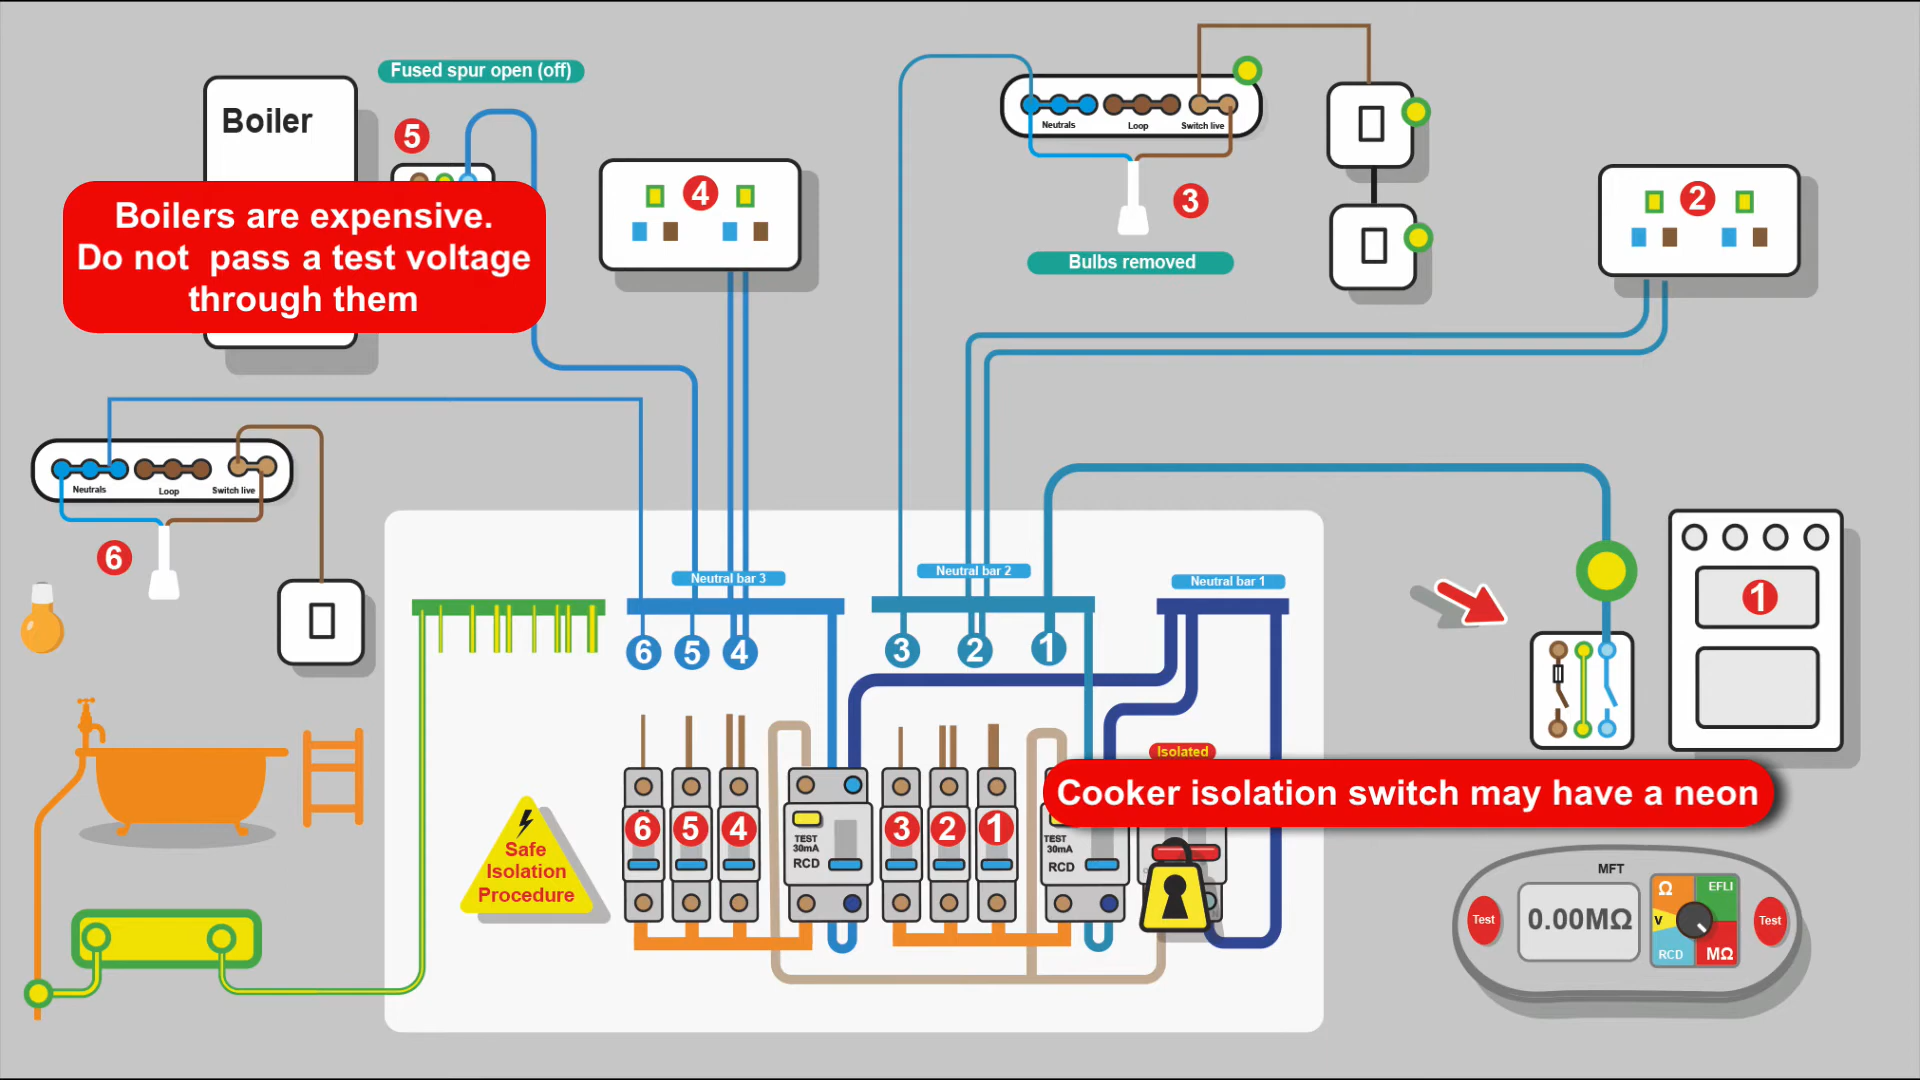 Fused spur open (off)
Boiler
5
Boilers are expensive.
Do not pass a test voltage
through them
4
Neutrals
Loop
Switch live
3
Bulbs removed
2
Neutrals
Loop
Switch live
6
Neutral bar 3
Neutral bar 2
Neutral bar 1
6
5
4
3
2
1
1
Isolated
Cooker isolation switch may have a neon
Safe
Isolation
Procedure
6
5
4
TEST
30mA
RCD
3
2
1
TEST
30mA
RCD
MFT
Test
0.00MΩ
Ω
EFLI
V
RCD
MΩ
Test